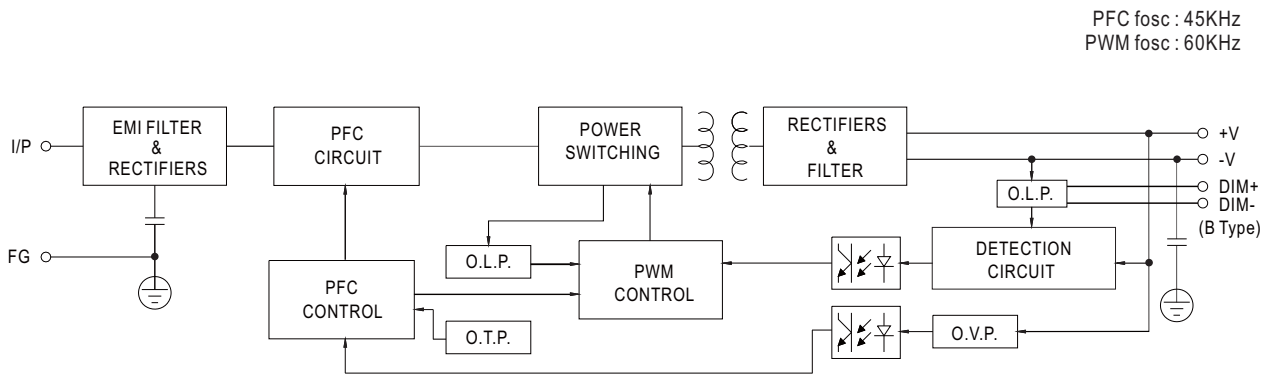 PFC fosc : 45KHz
PWM fosc : 60KHz
I/P
EMI FILTER
&
RECTIFIERS
PFC
CIRCUIT
POWER
SWITCHING
RECTIFIERS
&
FILTER
+V
-V
DIM+
DIM-
(B Type)
O.L.P.
FG
PFC
CONTROL
O.L.P.
PWM
CONTROL
DETECTION
CIRCUIT
O.T.P.
O.V.P.